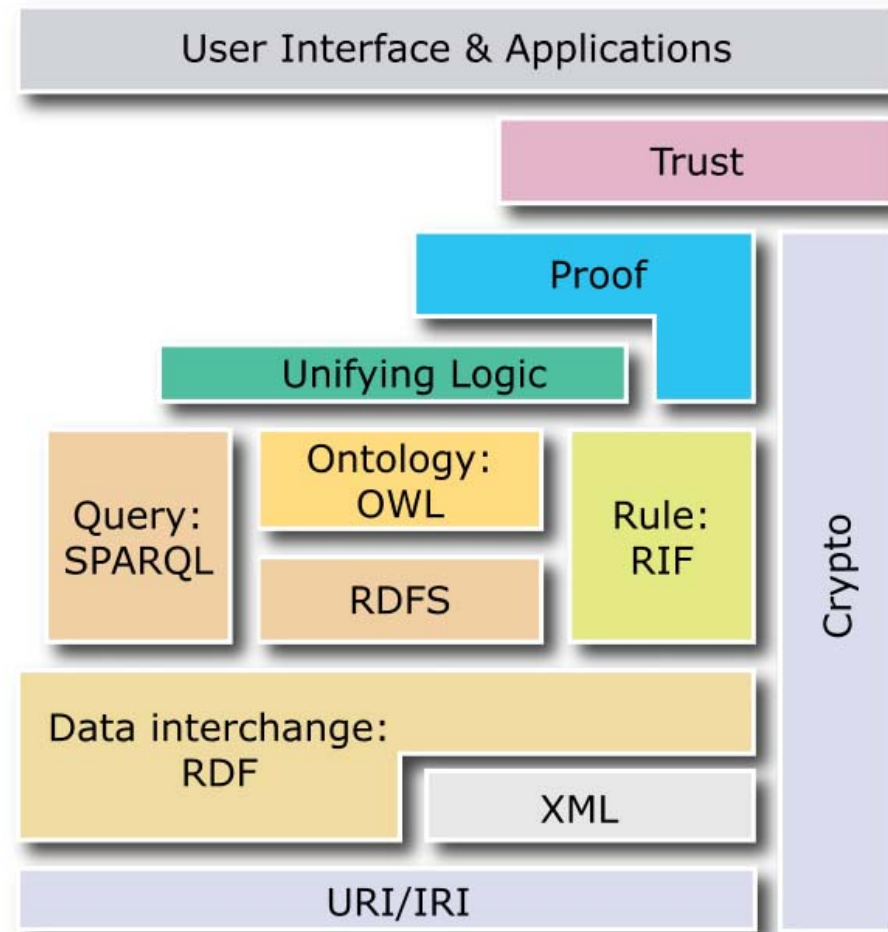 User Interface & Applications
Trust
Proof
Unifying Logic
Query:
SPARQL
Ontology:
OWL
RDFS
Rule:
RIF
Crypto
Data interchange:
RDF
XML
URI/IRI